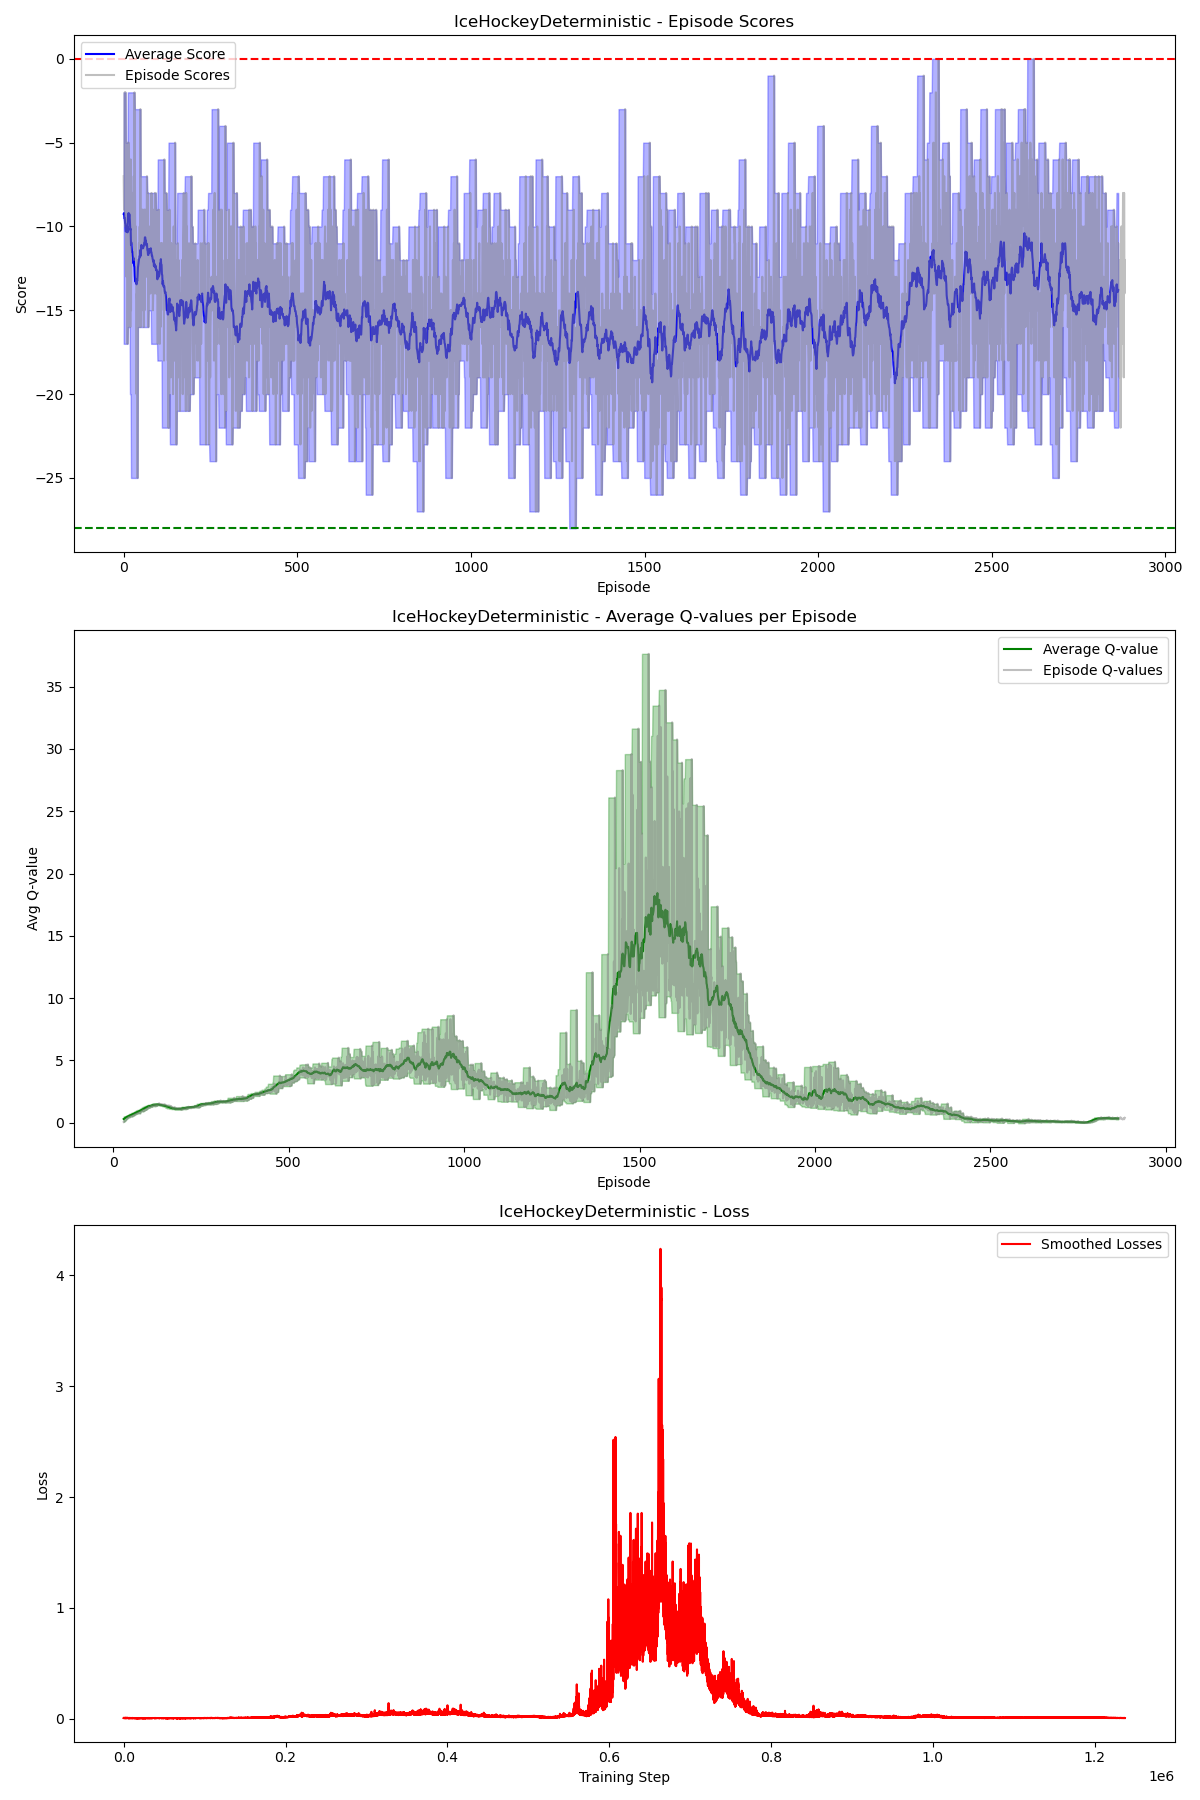 IceHockeyDeterministic - Episode Scores
Average Score
Episode Scores
0
−5
−10
−15
−20
−25
Score
0
500
1000
1500
2000
2500
3000
Episode
IceHockeyDeterministic - Average Q-values per Episode
Average Q-value
Episode Q-values
35
30
25
20
15
10
5
0
Avg Q-value
0
500
1000
1500
2000
2500
3000
Episode
IceHockeyDeterministic - Loss
Smoothed Losses
4
3
2
1
0
Loss
0.0
0.2
0.4
0.6
0.8
1.0
1.2
1e6
Training Step